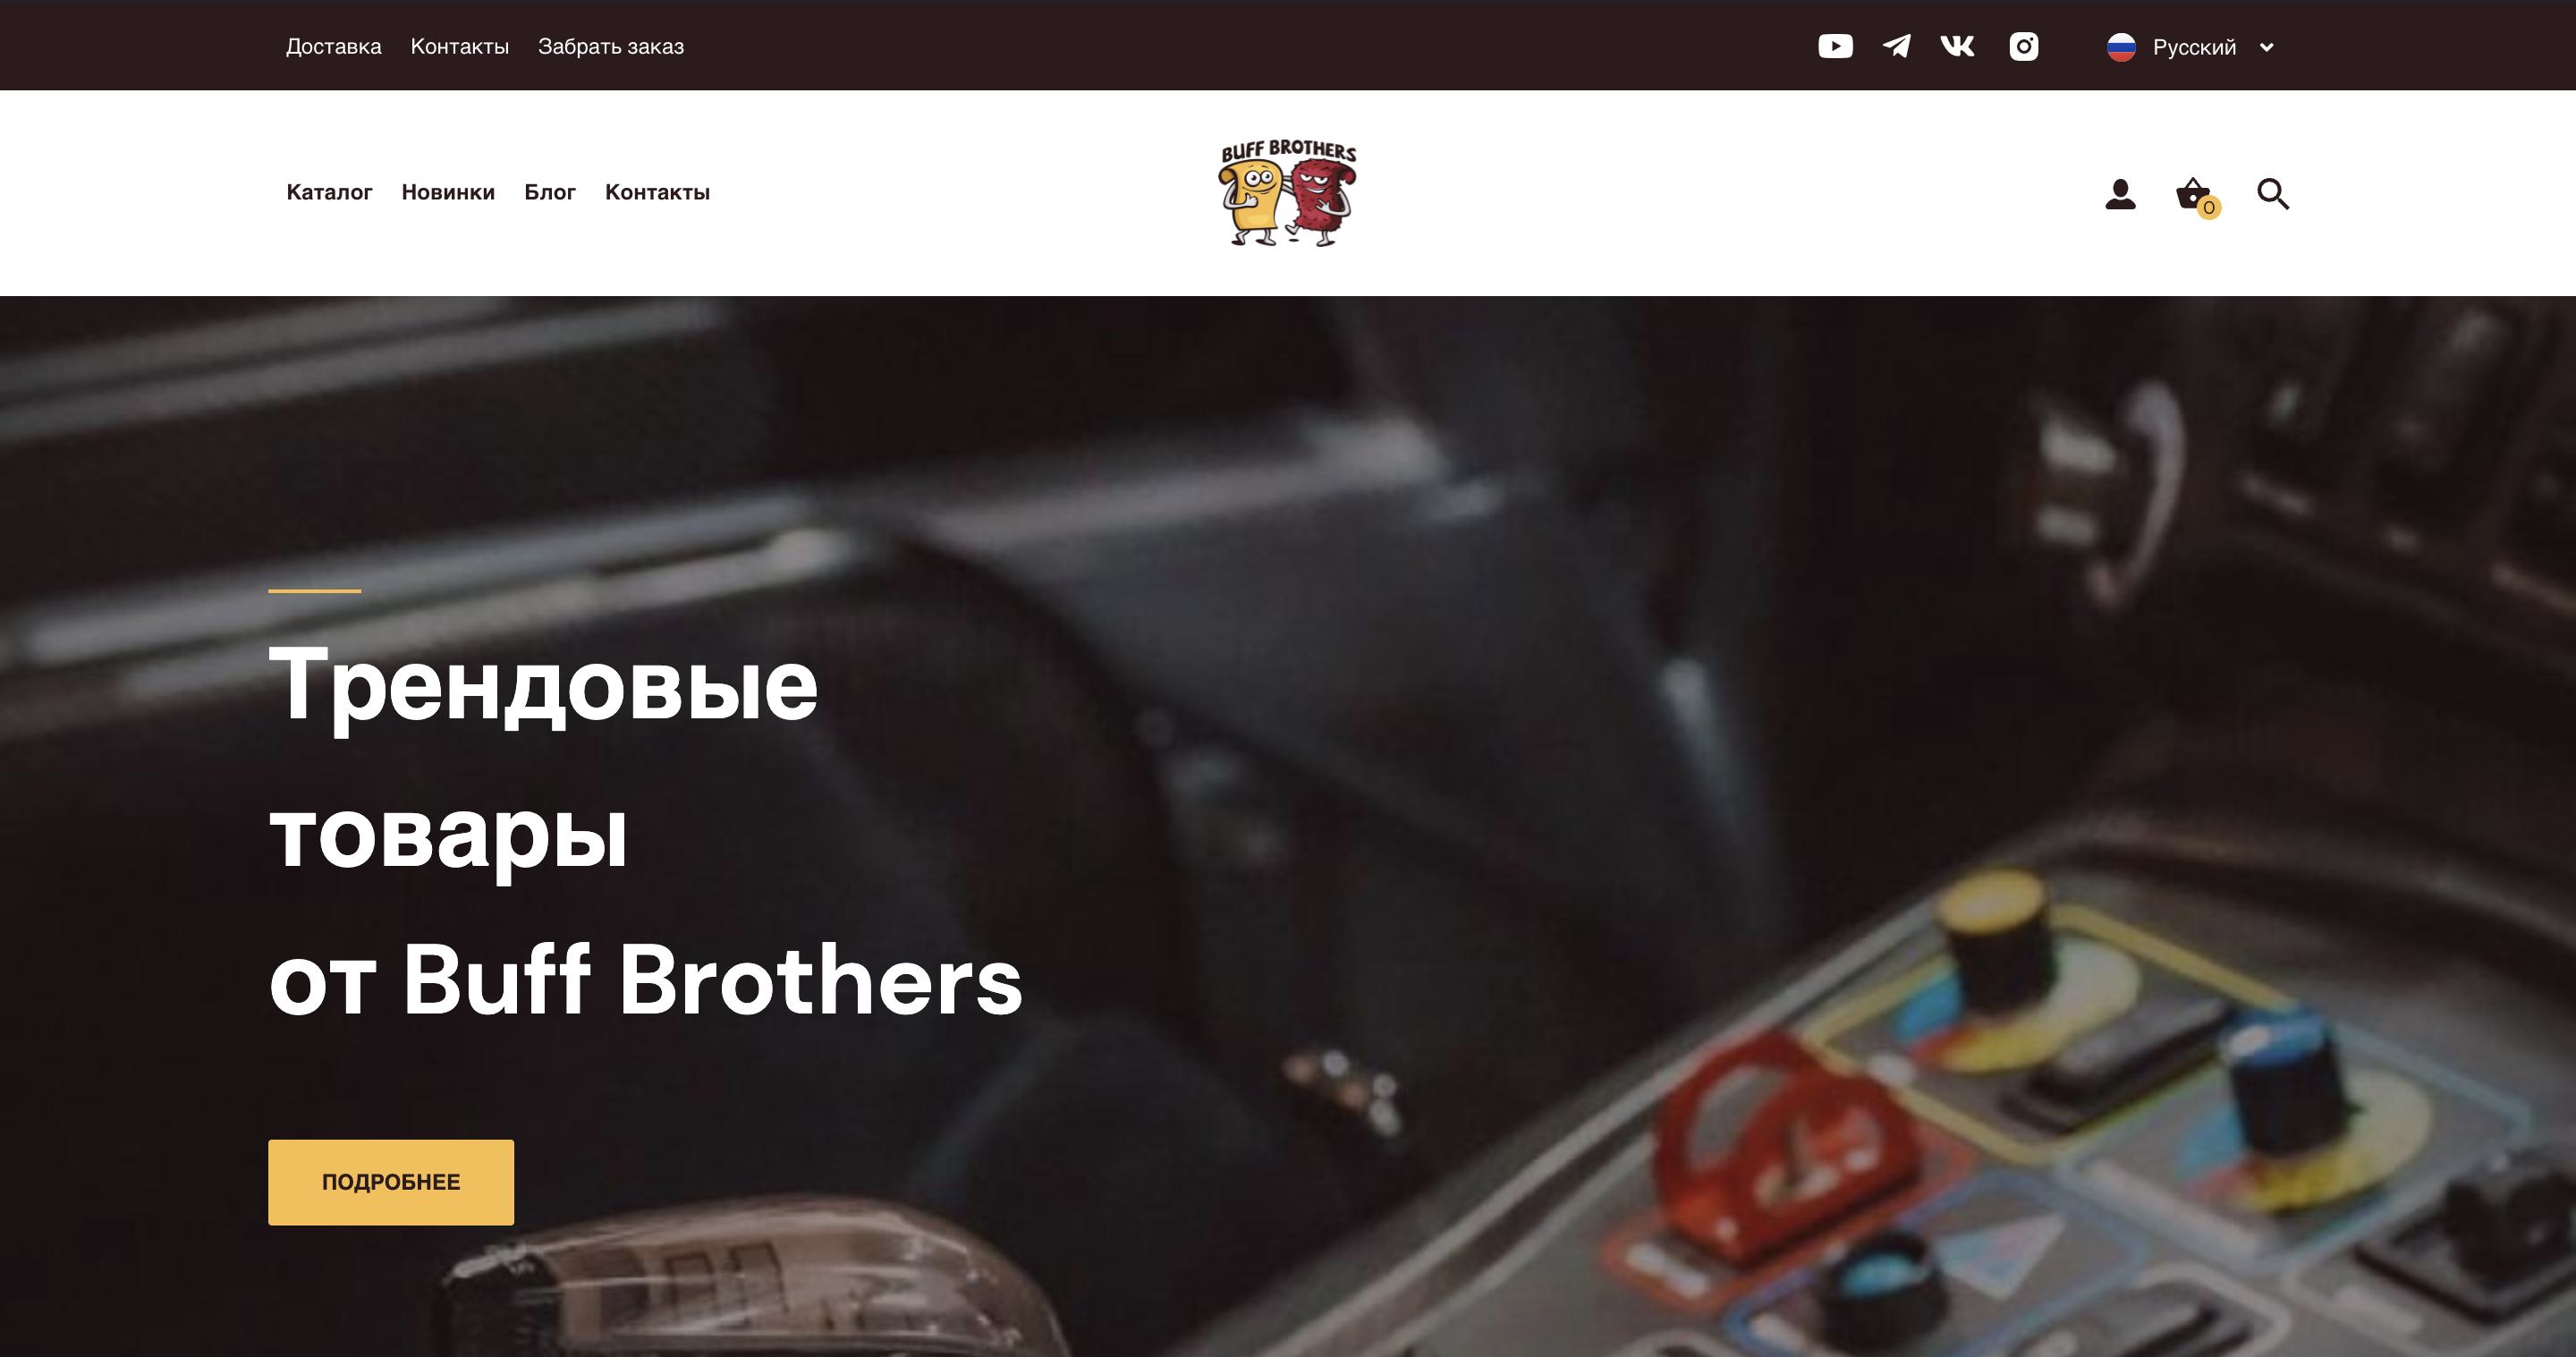 Доставка Контакты Забрать заказ
Русский
Каталог Новинки Блог Контакты
BUFF BROTHERS
0
Трендовые
товары
от Buff Brothers
ПОДРОБНЕЕ